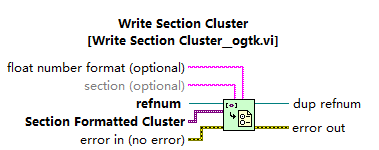 Write Section Cluster
[Write Section Cluster__ogtk.vi]
float number format (optional)
section (optional)
refnum
dup refnum
Section Formatted Cluster
error in (no error)
error out